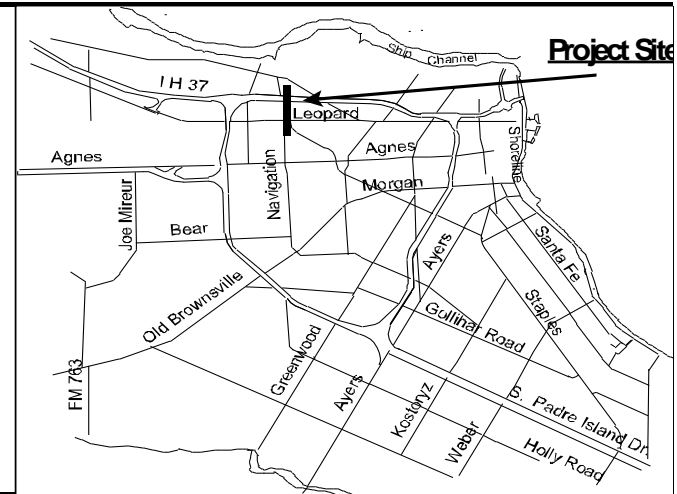 Project Site
Ship Channel
I H 37
Leopard
Agnes
Agnes
Shoreline
Morgan
Navigation
Joe Mireur
Bear
Ayers
Santa Fe
Old Brownsville
Staples
Gollihar Road
FM 763
Greenwood
Ayers
Kostoryz
Weber
S. Padre Island Dr
Holly Road